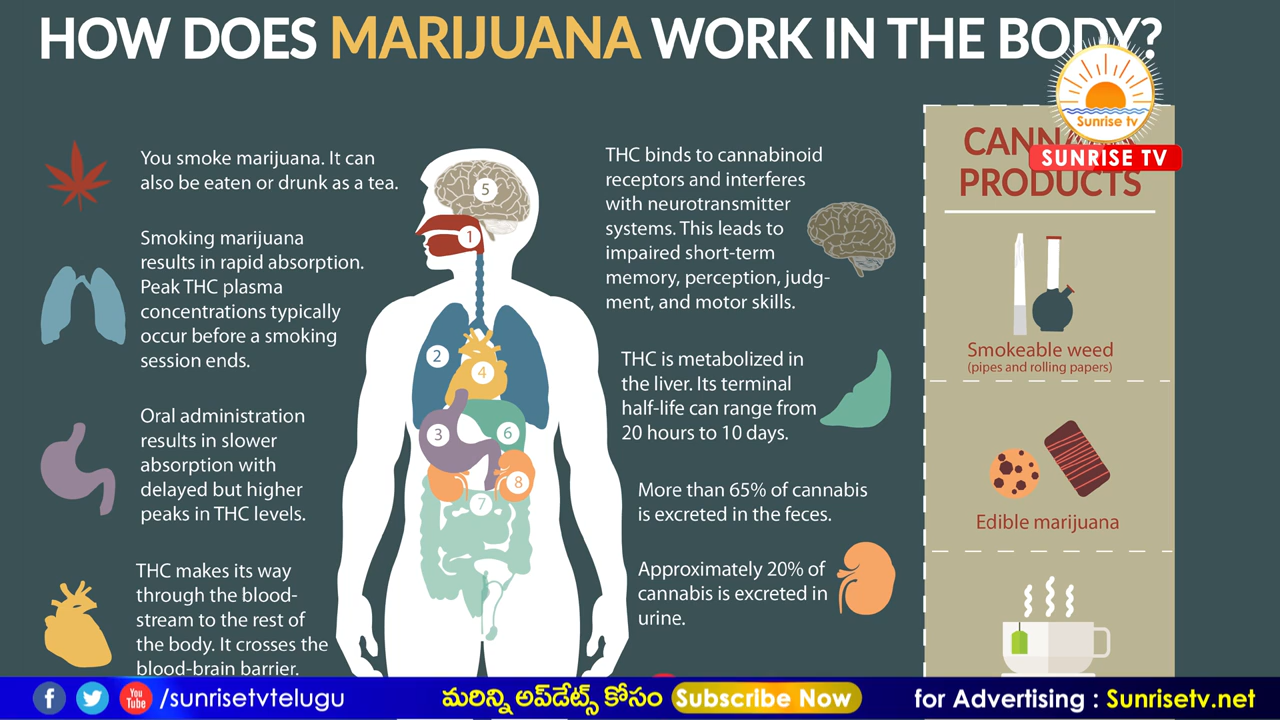 HOW DOES MARIJUANA WORK IN THE BODY?
You smoke marijuana. It can
also be eaten or drunk as a tea.
Smoking marijuana
results in rapid absorption.
Peak THC plasma
concentrations typically
occur before a smoking
session ends.
Oral administration
results in slower
absorption with
delayed but higher
peaks in THC levels.
THC makes its way
through the blood-
stream to the rest of
the body. It crosses the
blood-brain barrier.
5
1
2
4
3
6
8
7
THC binds to cannabinoid
receptors and interferes
with neurotransmitter
systems. This leads to
impaired short-term
memory, perception, judg-
ment, and motor skills.
THC is metabolized in
the liver. Its terminal
half-life can range from
20 hours to 10 days.
More than 65% of cannabis
is excreted in the feces.
Approximately 20% of
cannabis is excreted in
urine.
Sunrise tv
SUNRISE TV
PRODUCTS
Smokeable weed
(pipes and rolling papers)
Edible marijuana
f You Tube /sunrisetvtelugu మరిన్ని అప్‌డేట్స్ కోసం Subscribe Now for Advertising : Sunrisetv.net